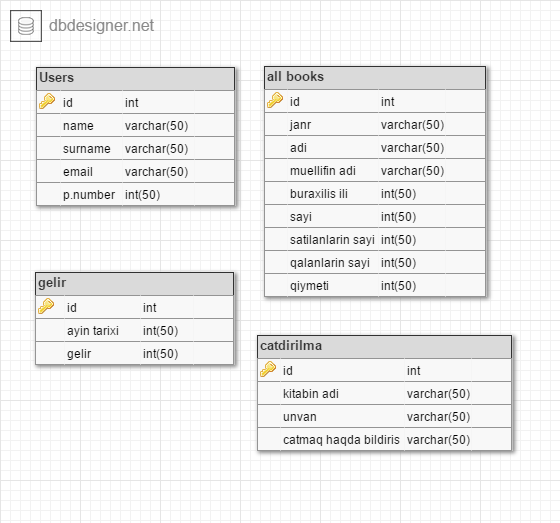 dbdesigner.net
Users
id int
name varchar(50)
surname varchar(50)
email varchar(50)
p.number int(50)
all books
id int
janr varchar(50)
adi varchar(50)
muellifin adi varchar(50)
buraxilis ili int(50)
sayi int(50)
satilanlarin sayi int(50)
qalanlarin sayi int(50)
qiymeti int(50)
gelir
id int
ayin tarixi int(50)
gelir int(50)
catdirilma
id int
kitabin adi varchar(50)
unvan varchar(50)
catmaq haqda bildiris varchar(50)